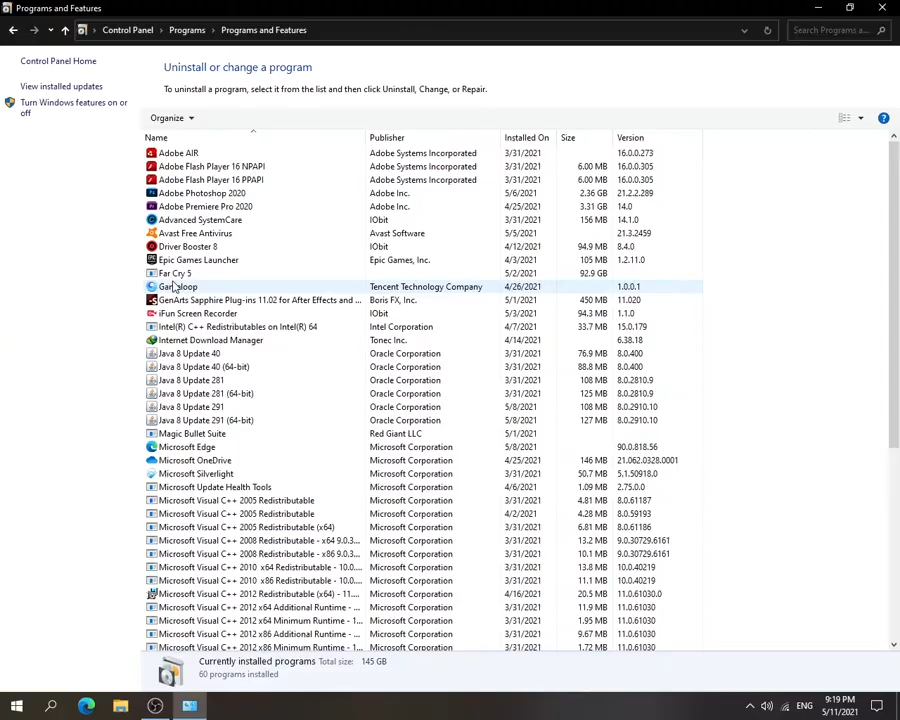 Programs and Features
Control Panel > Programs > Programs and Features
Search Programs a...
Control Panel Home
View installed updates
Turn Windows features on or
off
Uninstall or change a program
To uninstall a program, select it from the list and then click Uninstall, Change, or Repair.
Organize
Name Publisher Installed On Size Version
Adobe AIR Adobe Systems Incorporated 3/31/2021 16.0.0.273
Adobe Flash Player 16 NPAPI Adobe Systems Incorporated 3/31/2021 6.00 MB 16.0.0.305
Adobe Flash Player 16 PPAPI Adobe Systems Incorporated 3/31/2021 6.00 MB 16.0.0.305
Adobe Photoshop 2020 Adobe Inc. 5/6/2021 2.36 GB 21.2.2.289
Adobe Premiere Pro 2020 Adobe Inc. 4/25/2021 3.31 GB 14.0
Advanced SystemCare IObit 3/31/2021 156 MB 14.1.0
Avast Free Antivirus Avast Software 5/5/2021 21.3.2459
Driver Booster 8 IObit 4/12/2021 94.9 MB 8.4.0
Epic Games Launcher Epic Games, Inc. 4/3/2021 105 MB 1.2.11.0
Far Cry 5 5/2/2021 92.9 GB
Gameloop Tencent Technology Company 4/26/2021 1.0.0.1
GenArts Sapphire Plug-ins 11.02 for After Effects and ... Boris FX, Inc. 5/1/2021 450 MB 11.020
iFun Screen Recorder IObit 5/3/2021 94.3 MB 1.1.0
Intel(R) C++ Redistributables on Intel(R) 64 Intel Corporation 4/7/2021 33.7 MB 15.0.179
Internet Download Manager Tonec Inc. 4/14/2021 6.38.18
Java 8 Update 40 Oracle Corporation 3/31/2021 76.9 MB 8.0.400
Java 8 Update 40 (64-bit) Oracle Corporation 3/31/2021 88.8 MB 8.0.400
Java 8 Update 281 Oracle Corporation 3/31/2021 108 MB 8.0.2810.9
Java 8 Update 281 (64-bit) Oracle Corporation 3/31/2021 125 MB 8.0.2810.9
Java 8 Update 291 Oracle Corporation 5/8/2021 108 MB 8.0.2910.10
Java 8 Update 291 (64-bit) Oracle Corporation 5/8/2021 127 MB 8.0.2910.10
Magic Bullet Suite Red Giant LLC 5/1/2021
Microsoft Edge Microsoft Corporation 5/8/2021 90.0.818.56
Microsoft OneDrive Microsoft Corporation 4/25/2021 146 MB 21.062.0328.0001
Microsoft Silverlight Microsoft Corporation 3/31/2021 50.7 MB 5.1.50918.0
Microsoft Update Health Tools Microsoft Corporation 4/6/2021 1.09 MB 2.75.0.0
Microsoft Visual C++ 2005 Redistributable Microsoft Corporation 3/31/2021 4.81 MB 8.0.61187
Microsoft Visual C++ 2005 Redistributable Microsoft Corporation 4/2/2021 4.28 MB 8.0.59193
Microsoft Visual C++ 2005 Redistributable (x64) Microsoft Corporation 3/31/2021 6.81 MB 8.0.61186
Microsoft Visual C++ 2008 Redistributable - x64 9.0.3... Microsoft Corporation 3/31/2021 13.2 MB 9.0.30729.6161
Microsoft Visual C++ 2008 Redistributable - x86 9.0.3... Microsoft Corporation 3/31/2021 10.1 MB 9.0.30729.6161
Microsoft Visual C++ 2010 x64 Redistributable - 10.0.... Microsoft Corporation 3/31/2021 13.8 MB 10.0.40219
Microsoft Visual C++ 2010 x86 Redistributable - 10.0.... Microsoft Corporation 3/31/2021 11.1 MB 10.0.40219
Microsoft Visual C++ 2012 Redistributable (x64) - 11.... Microsoft Corporation 4/16/2021 20.5 MB 11.0.61030.0
Microsoft Visual C++ 2012 x64 Additional Runtime - ... Microsoft Corporation 3/31/2021 11.9 MB 11.0.61030
Microsoft Visual C++ 2012 x64 Minimum Runtime - 1... Microsoft Corporation 3/31/2021 1.95 MB 11.0.61030
Microsoft Visual C++ 2012 x86 Additional Runtime - ... Microsoft Corporation 3/31/2021 9.67 MB 11.0.61030
Microsoft Visual C++ 2012 x86 Minimum Runtime - 1... Microsoft Corporation 3/31/2021 1.72 MB 11.0.61030
Currently installed programs Total size: 145 GB
60 programs installed
ENG
9:19 PM
5/11/2021